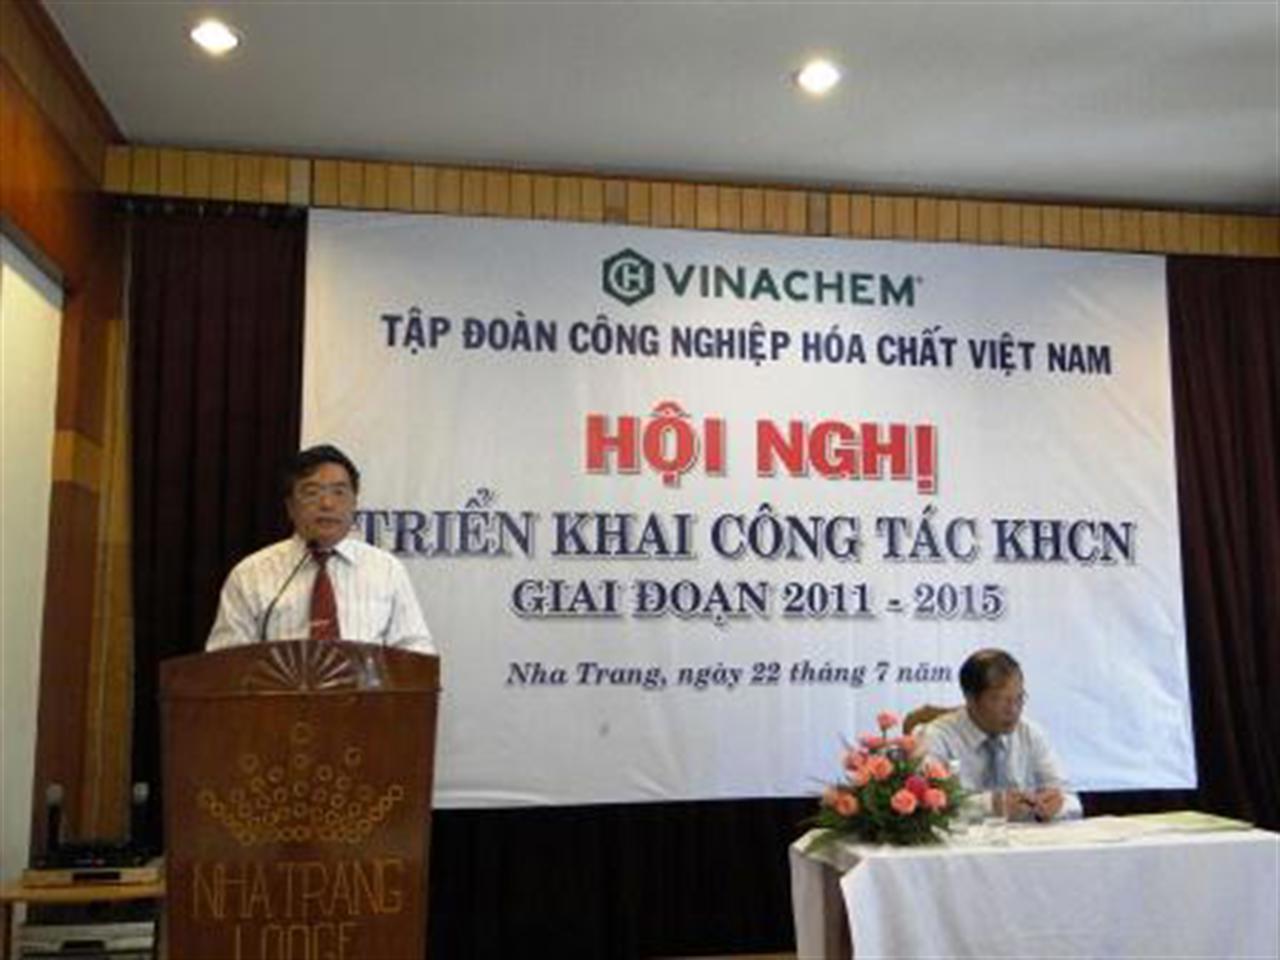 VINACHEM®
TẬP ĐOÀN CÔNG NGHIỆP HÓA CHẤT VIỆT NAM
HỘI NGHỊ
TRIỂN KHAI CÔNG TÁC KHCN
GIAI ĐOẠN 2011 - 2015
Nha Trang, ngày 22 tháng 7 năm
NHA TRANG
LODGE